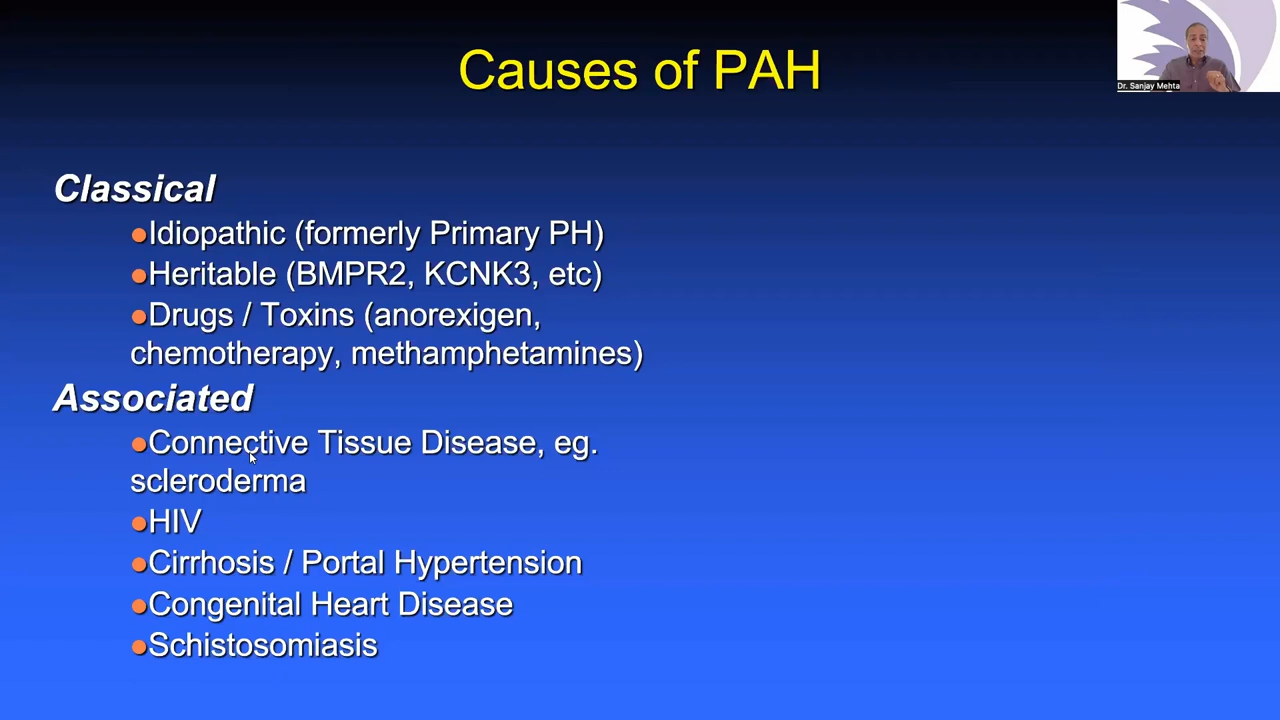 Causes of PAH
Dr. Sanjay Mehta
Classical
●Idiopathic (formerly Primary PH)
●Heritable (BMPR2, KCNK3, etc)
●Drugs / Toxins (anorexigen,
chemotherapy, methamphetamines)
Associated
●Connective Tissue Disease, eg.
scleroderma
●HIV
●Cirrhosis / Portal Hypertension
●Congenital Heart Disease
●Schistosomiasis